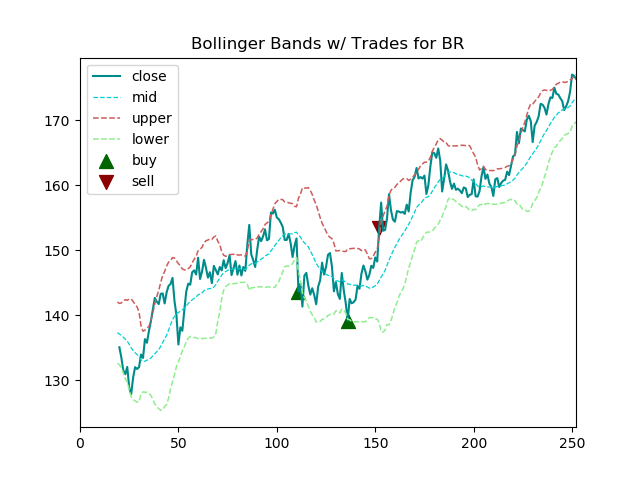 Bollinger Bands w/ Trades for BR
close
mid
upper
lower
buy
sell
170
160
150
140
130
0 50 100 150 200 250